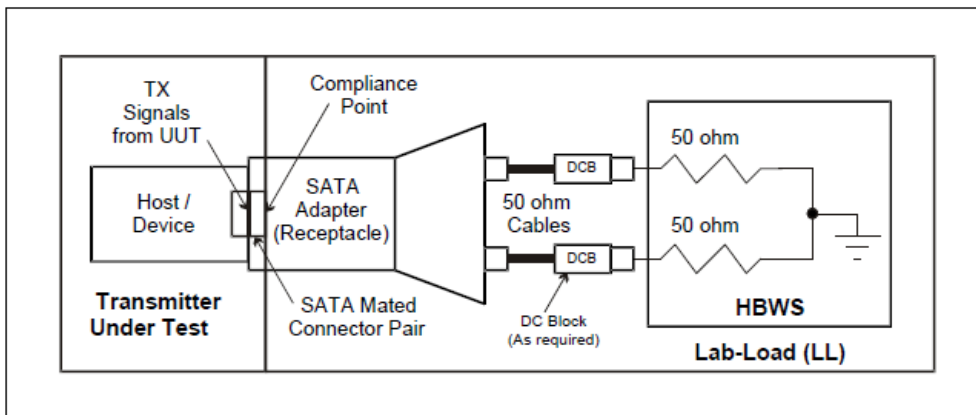 TX
Signals
from UUT
Compliance
Point
Host /
Device
SATA
Adapter
(Receptacle)
Transmitter
Under Test
SATA Mated
Connector Pair
DCB
50 ohm
Cables
DCB
DC Block
(As required)
50 ohm
50 ohm
HBWS
Lab-Load (LL)